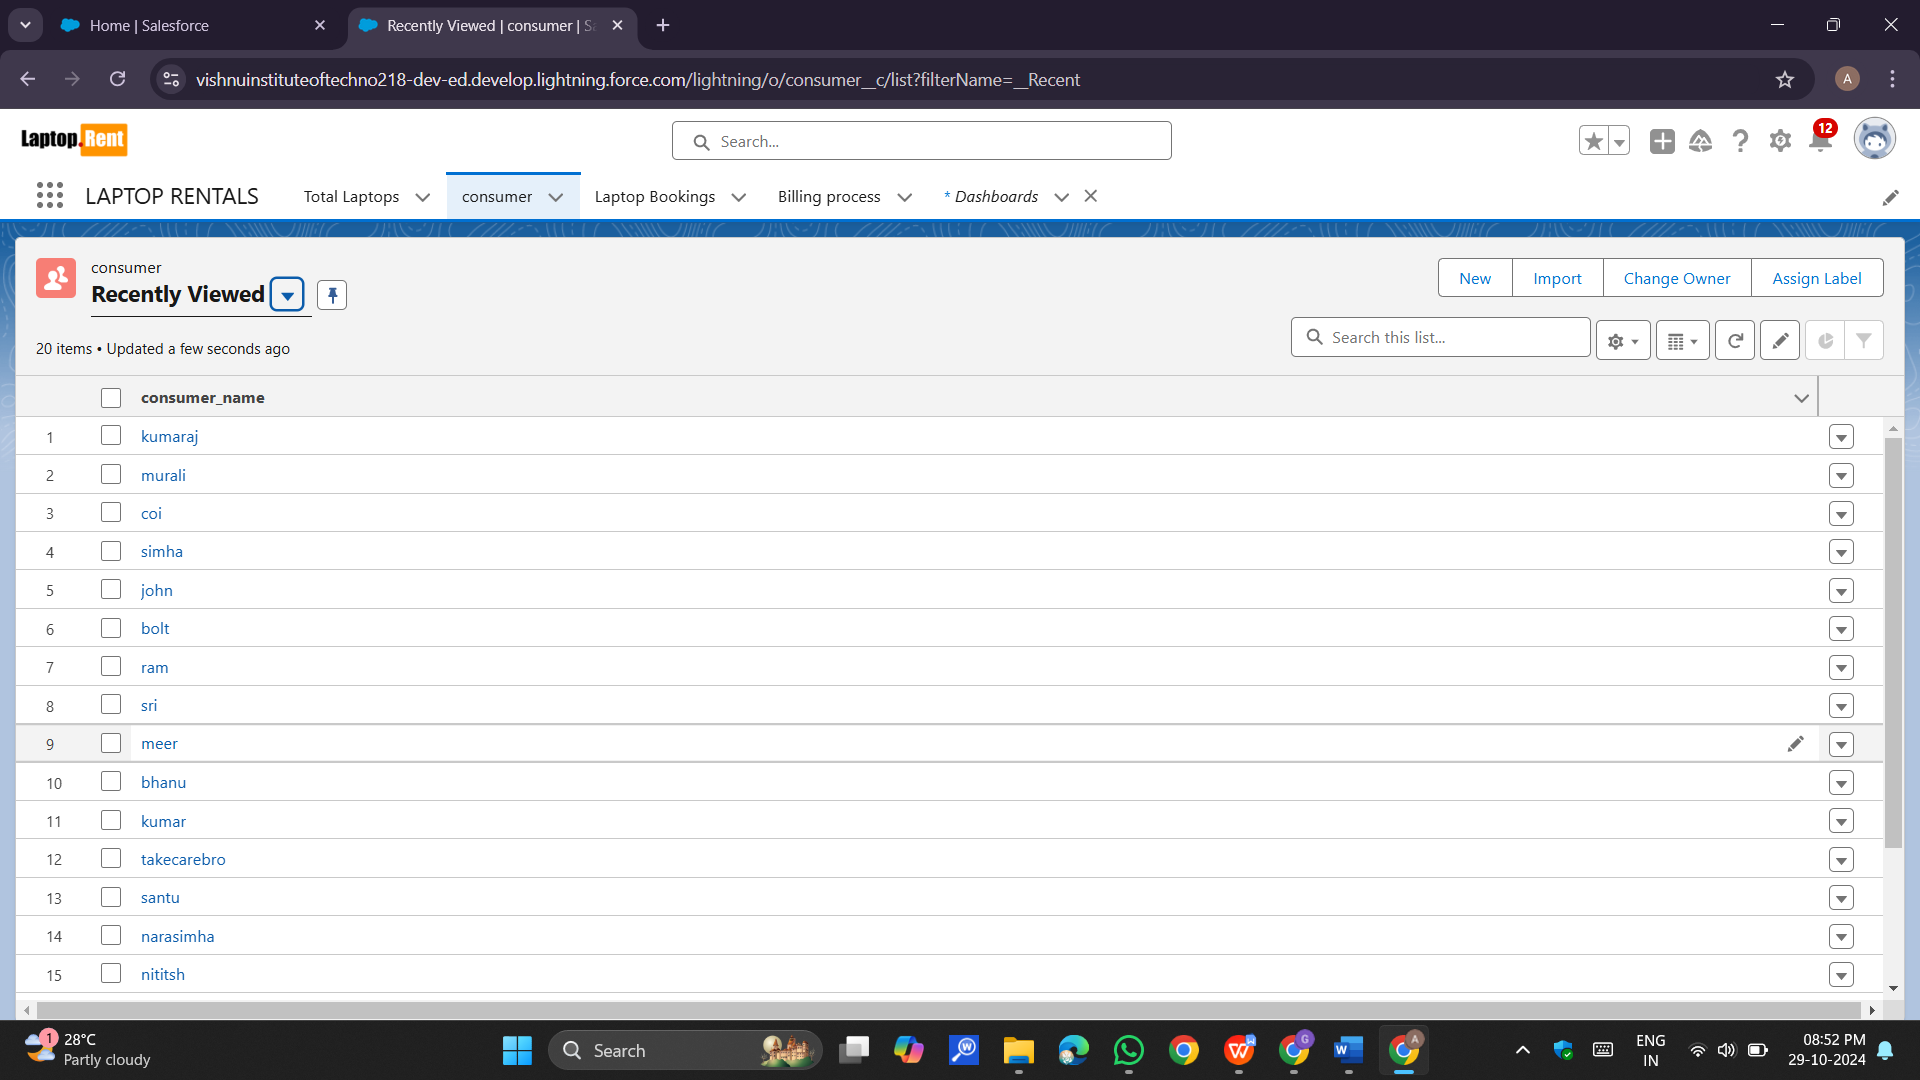 Home | Salesforce
Recently Viewed | consumer | Sa
vishnuinstituteoftechno218-dev-ed.develop.lightning.force.com/lightning/o/consumer__c/list?filterName=__Recent
A
Laptop.Rent
Search...
12
LAPTOP RENTALS
Total Laptops
consumer
Laptop Bookings
Billing process
* Dashboards
consumer
Recently Viewed
New
Import
Change Owner
Assign Label
20 items • Updated a few seconds ago
Search this list...
consumer_name
1 kumaraj
2 murali
3 coi
4 simha
5 john
6 bolt
7 ram
8 sri
9 meer
10 bhanu
11 kumar
12 takecarebro
13 santu
14 narasimha
15 nititsh
1
28°C
Partly cloudy
Search
W
W
G
W
A
ENG
IN
08:52 PM
29-10-2024